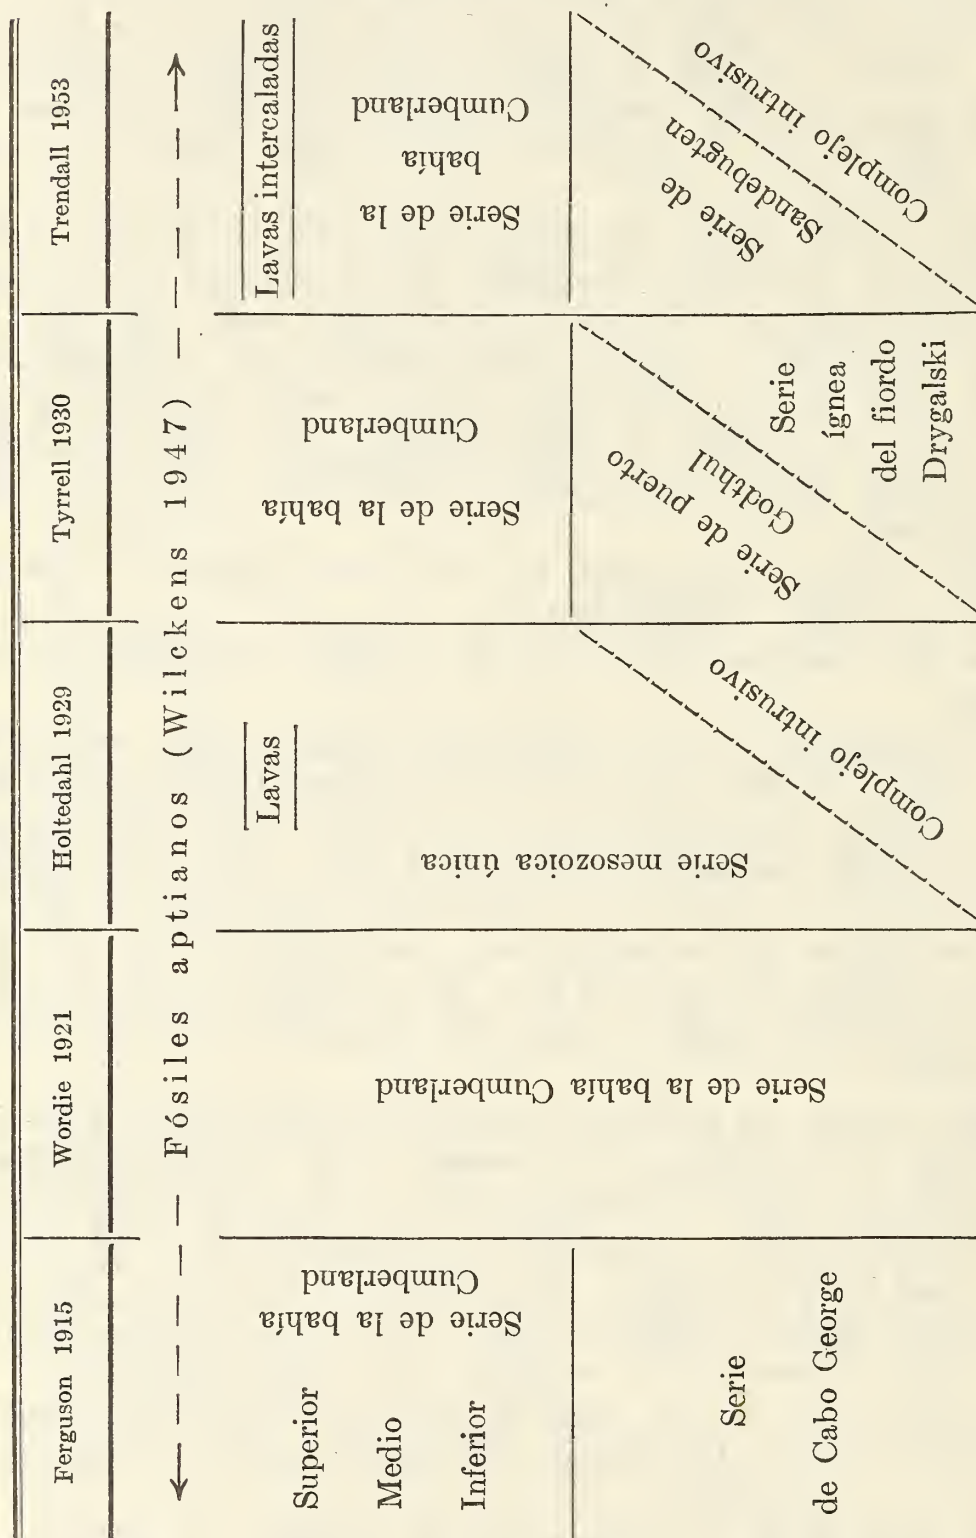 Ferguson 1915
Wordie 1921
Holtedahl 1929
Tyrrell 1930
Trendall 1953
Fósiles aptianos (Wilckens 1947)
Superior
Medio
Inferior
Serie de la bahía
Cumberland
Serie
de Cabo George
Serie de la bahía Cumberland
Lavas
Serie mesozoica única
Complejo intrusivo
Serie de la bahía
Cumberland
Serie de puerto
Godthul
Serie
ígnea
del fiordo
Drygalski
Lavas intercaladas
Serie de la
bahía
Cumberland
Serie de
Sandebugten
Complejo intrusivo